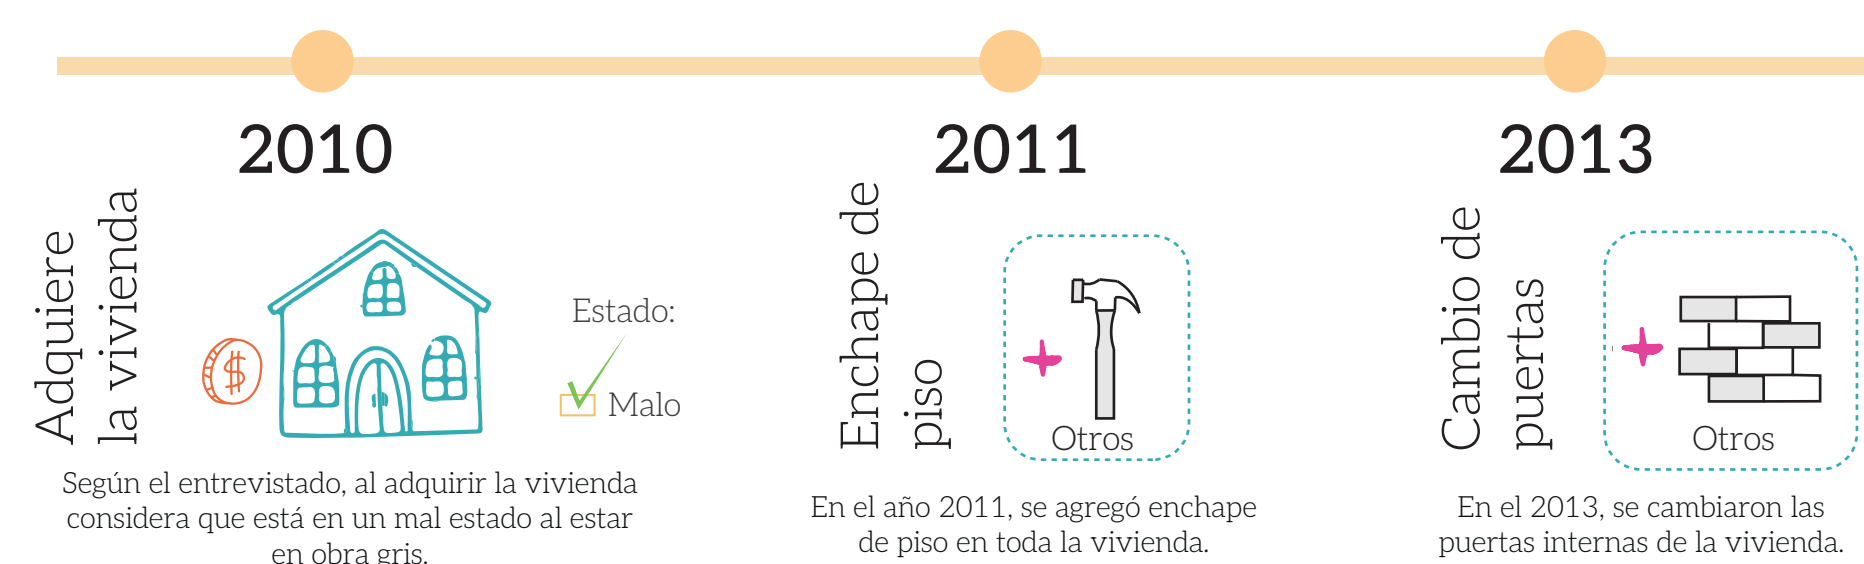 2010
Adquiere
la vivienda
$
Estado:
Malo
Según el entrevistado, al adquirir la vivienda
considera que está en un mal estado al estar
en obra gris.
2011
Enchape de
piso
Otros
En el año 2011, se agregó enchape
de piso en toda la vivienda.
2013
Cambio de
puertas
Otros
En el 2013, se cambiaron las
puertas internas de la vivienda.